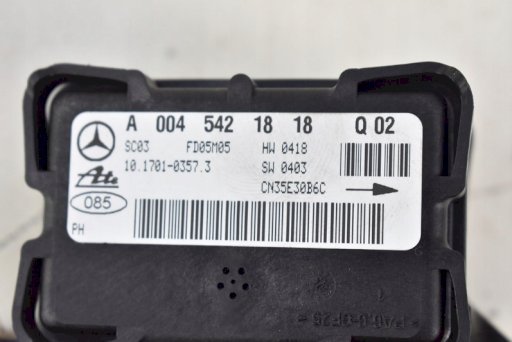 A 004 542 18 18 Q 02
SC03 FD05M05 HW 0418
10.1701-0357.3 SW 0403
Ate CN35E30B6C
085
PH